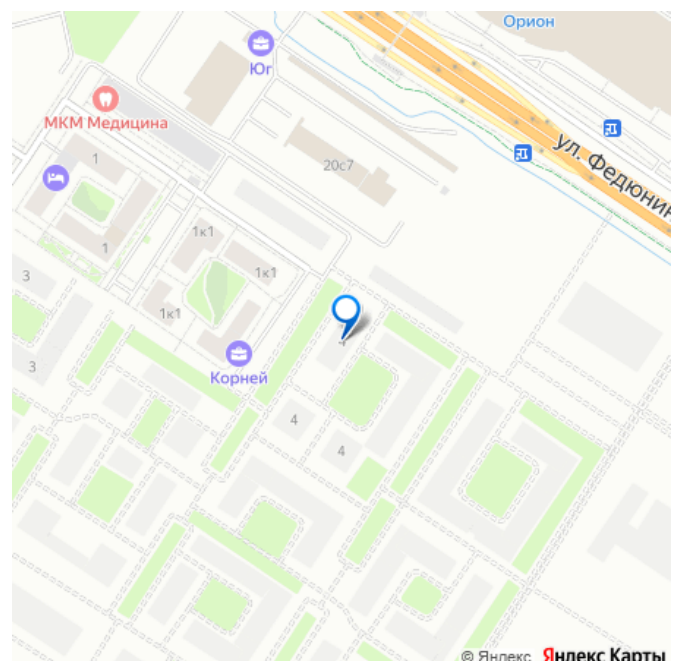 Орион
Юг
МКМ Медицина
ул. Федюнин
20с7
1
1
1к1
1к1
1к1
3
3
Корней
4
4
4
© Яндекс Яндекс Карты